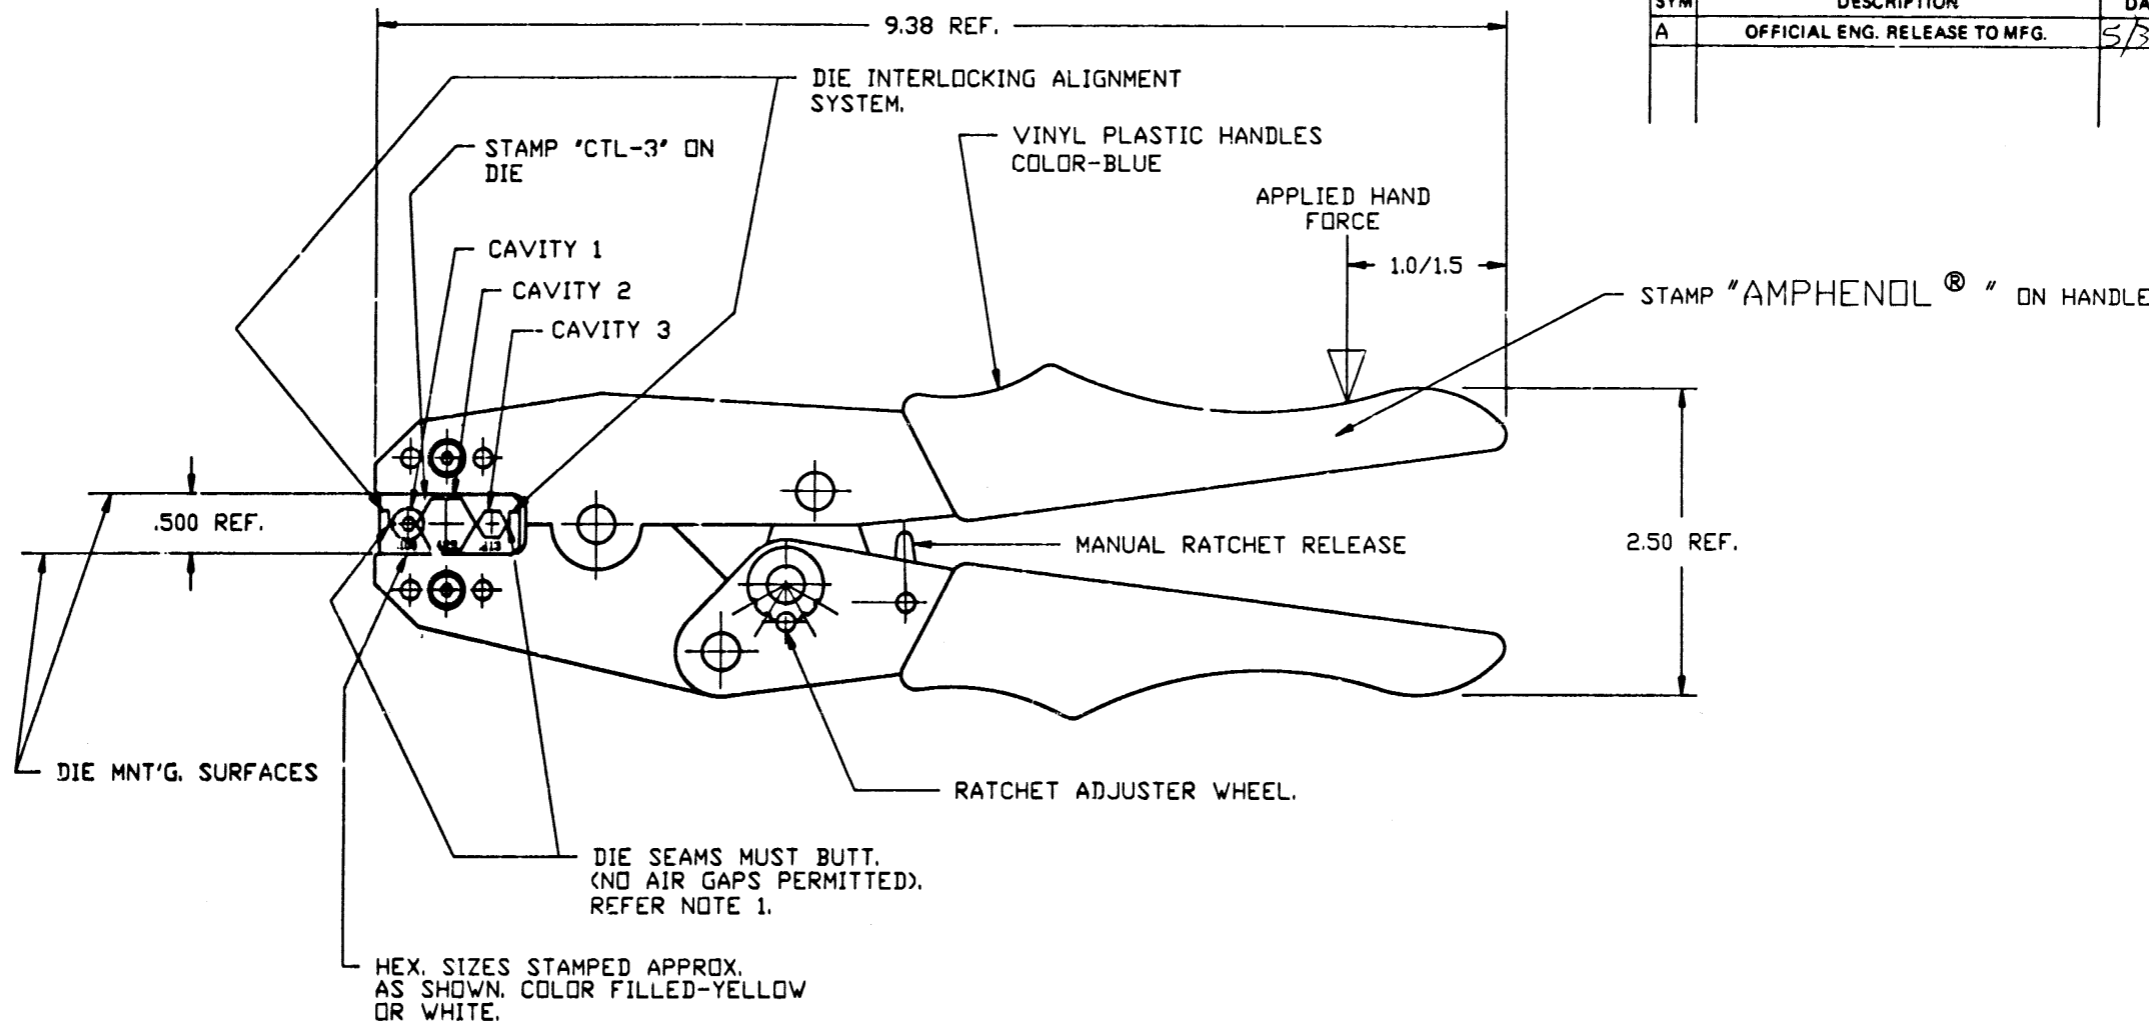 SYM DESCRIPTION DA
A OFFICIAL ENG. RELEASE TO MFG. 5/3
9.38 REF.
DIE INTERLOCKING ALIGNMENT
SYSTEM.
STAMP "CTL-3" ON
DIE
VINYL PLASTIC HANDLES
COLOR-BLUE
APPLIED HAND
FORCE
CAVITY 1
CAVITY 2
CAVITY 3
1.0/1.5
STAMP "AMPHENOL ® " ON HANDLE
.500 REF.
MANUAL RATCHET RELEASE
2.50 REF.
DIE MNT'G. SURFACES
RATCHET ADJUSTER WHEEL.
DIE SEAMS MUST BUTT.
(NO AIR GAPS PERMITTED).
REFER NOTE 1.
HEX. SIZES STAMPED APPROX.
AS SHOWN. COLOR FILLED-YELLOW
OR WHITE.